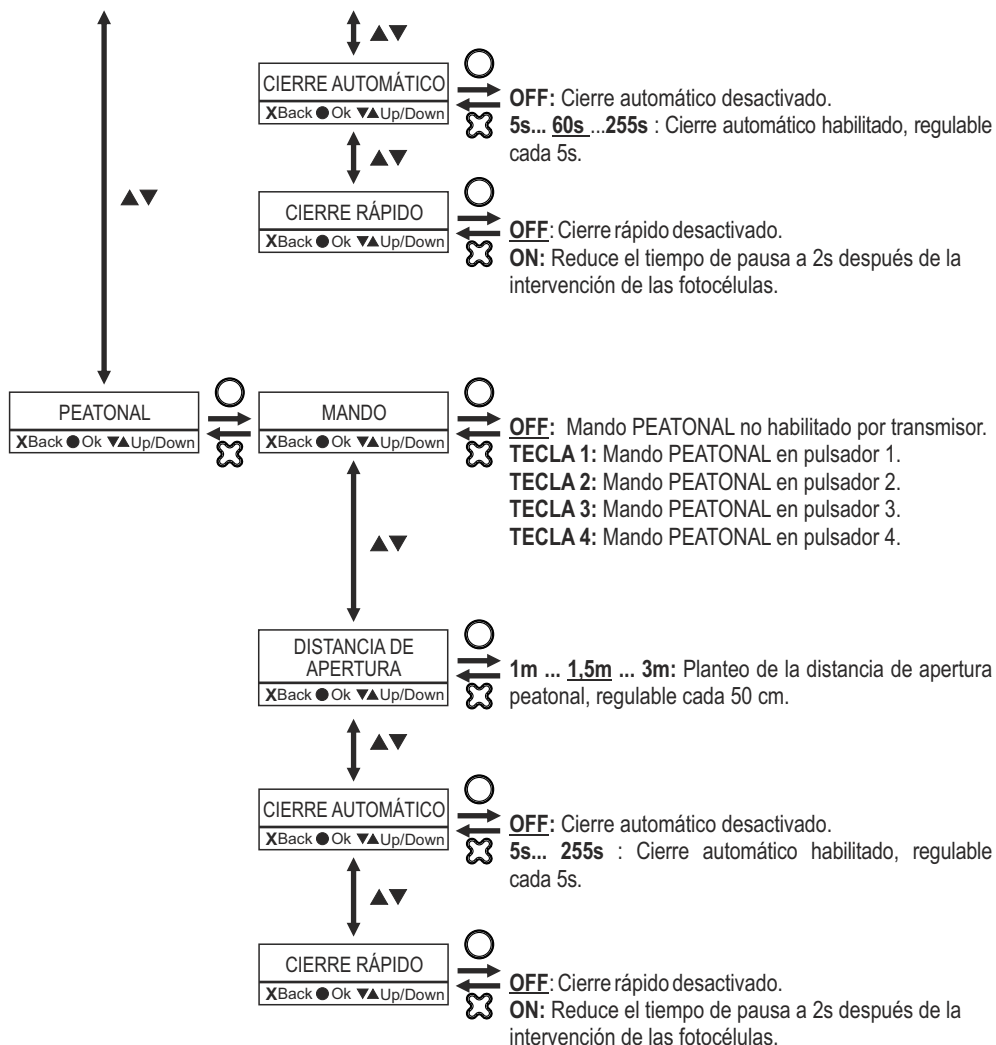 ▲▼
CIERRE AUTOMÁTICO
XBack ● Ok ▼▲Up/Down
OFF: Cierre automático desactivado.
5s... 60s ...255s : Cierre automático habilitado, regulable
cada 5s.
▲▼
▲▼
CIERRE RÁPIDO
XBack ● Ok ▼▲Up/Down
OFF: Cierre rápido desactivado.
ON: Reduce el tiempo de pausa a 2s después de la
intervención de las fotocélulas.
PEATONAL
XBack ● Ok ▼▲Up/Down
MANDO
XBack ● Ok ▼▲Up/Down
OFF: Mando PEATONAL no habilitado por transmisor.
TECLA 1: Mando PEATONAL en pulsador 1.
TECLA 2: Mando PEATONAL en pulsador 2.
TECLA 3: Mando PEATONAL en pulsador 3.
TECLA 4: Mando PEATONAL en pulsador 4.
▲▼
DISTANCIA DE
APERTURA
XBack ● Ok ▼▲Up/Down
1m ... 1,5m ... 3m: Planteo de la distancia de apertura
peatonal, regulable cada 50 cm.
▲▼
CIERRE AUTOMÁTICO
XBack ● Ok ▼▲Up/Down
OFF: Cierre automático desactivado.
5s... 255s : Cierre automático habilitado, regulable
cada 5s.
▲▼
CIERRE RÁPIDO
XBack ● Ok ▼▲Up/Down
OFF: Cierre rápido desactivado.
ON: Reduce el tiempo de pausa a 2s después de la
intervención de las fotocélulas.